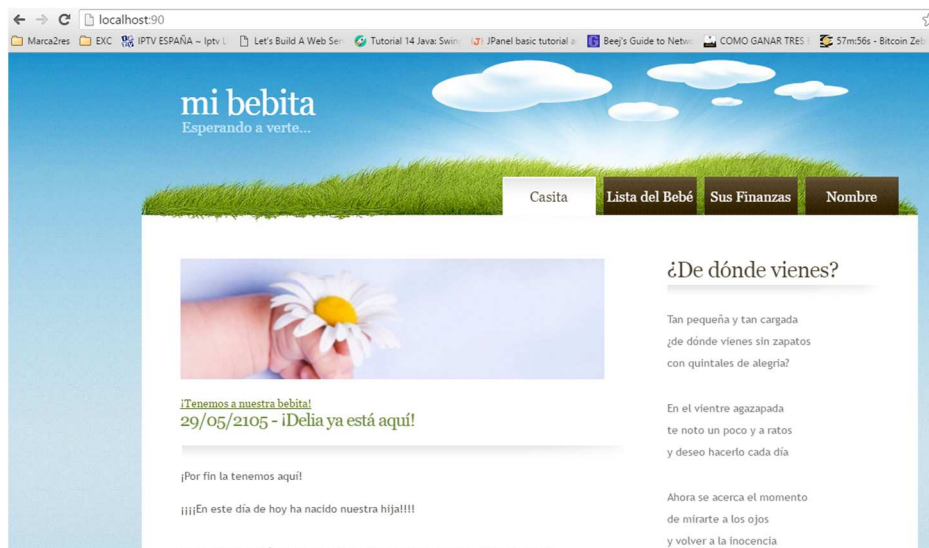 localhost:90
Marca2res EXC IPTV ESPAÑA ~ Iptv L Let's Build A Web Ser Tutorial 14 Java: Swin JPanel basic tutorial a Beej's Guide to Netw COMO GANAR TRES 57m:56s - Bitcoin Zeb
mi bebita
Esperando a verte...
Casita Lista del Bebé Sus Finanzas Nombre
¡Tenemos a nuestra bebita!
29/05/2105 - ¡Delia ya está aquí!
¡Por fin la tenemos aquí!
¡¡¡¡En este día de hoy ha nacido nuestra hija!!!!
¿De dónde vienes?
Tan pequeña y tan cargada
¿de dónde vienes sin zapatos
con quintales de alegria?
En el vientre agazapada
te noto un poco y a ratos
y deseo hacerlo cada día
Ahora se acerca el momento
de mirarte a los ojos
y volver a la inocencia